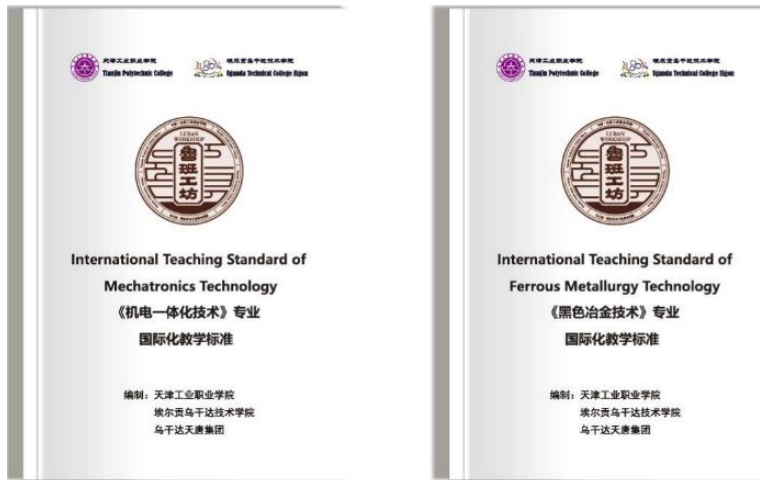 天津工业职业学院
Tianjin Polytechnic College
埃尔贡乌干达技术学院
Uganda Technical College Elgon
LUBAN
WORKSHOP
鲁班工坊
International Teaching Standard of
Mechatronics Technology
《机电一体化技术》专业
国际化教学标准
编制：天津工业职业学院
埃尔贡乌干达技术学院
乌干达天唐集团
天津工业职业学院
Tianjin Polytechnic College
埃尔贡乌干达技术学院
Uganda Technical College Elgon
LUBAN
WORKSHOP
鲁班工坊
International Teaching Standard of
Ferrous Metallurgy Technology
《黑色冶金技术》专业
国际化教学标准
编制：天津工业职业学院
埃尔贡乌干达技术学院
乌干达天唐集团